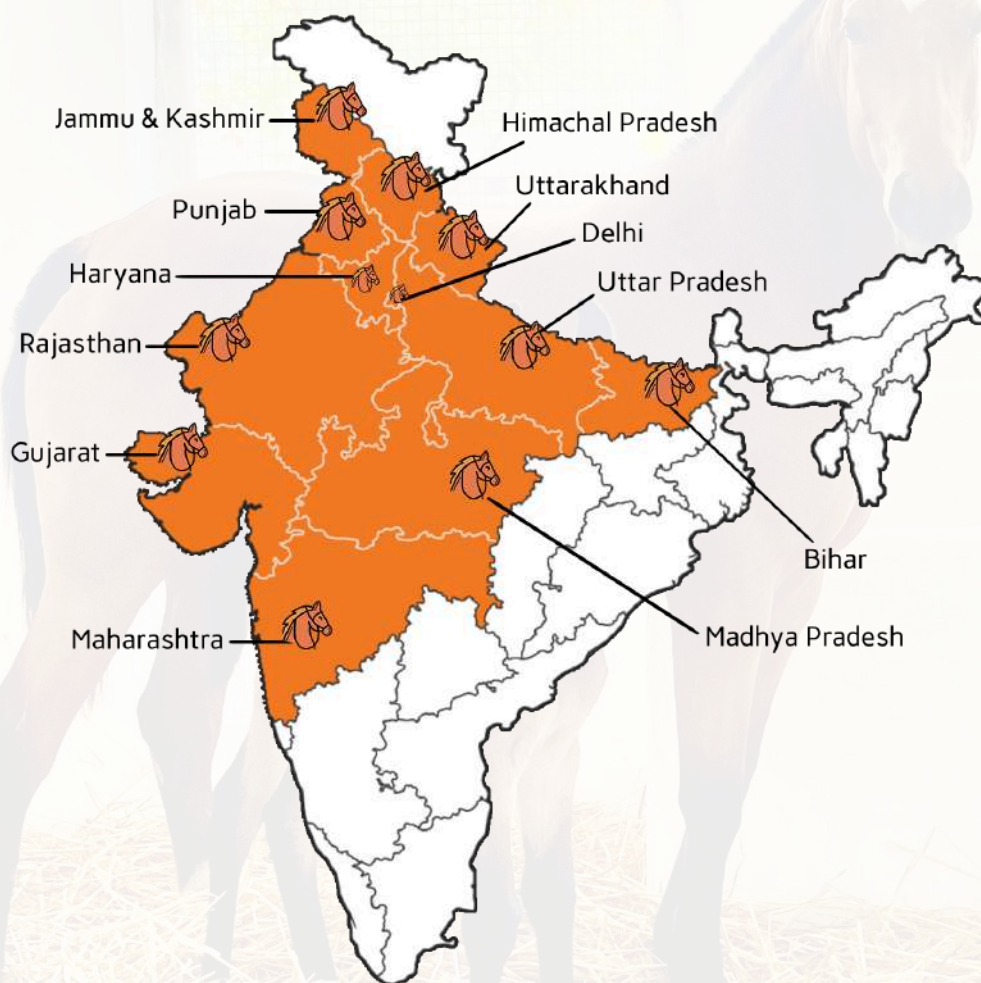 Jammu & Kashmir
Himachal Pradesh
Uttarakhand
Punjab
Delhi
Haryana
Uttar Pradesh
Rajasthan
Gujarat
Bihar
Maharashtra
Madhya Pradesh